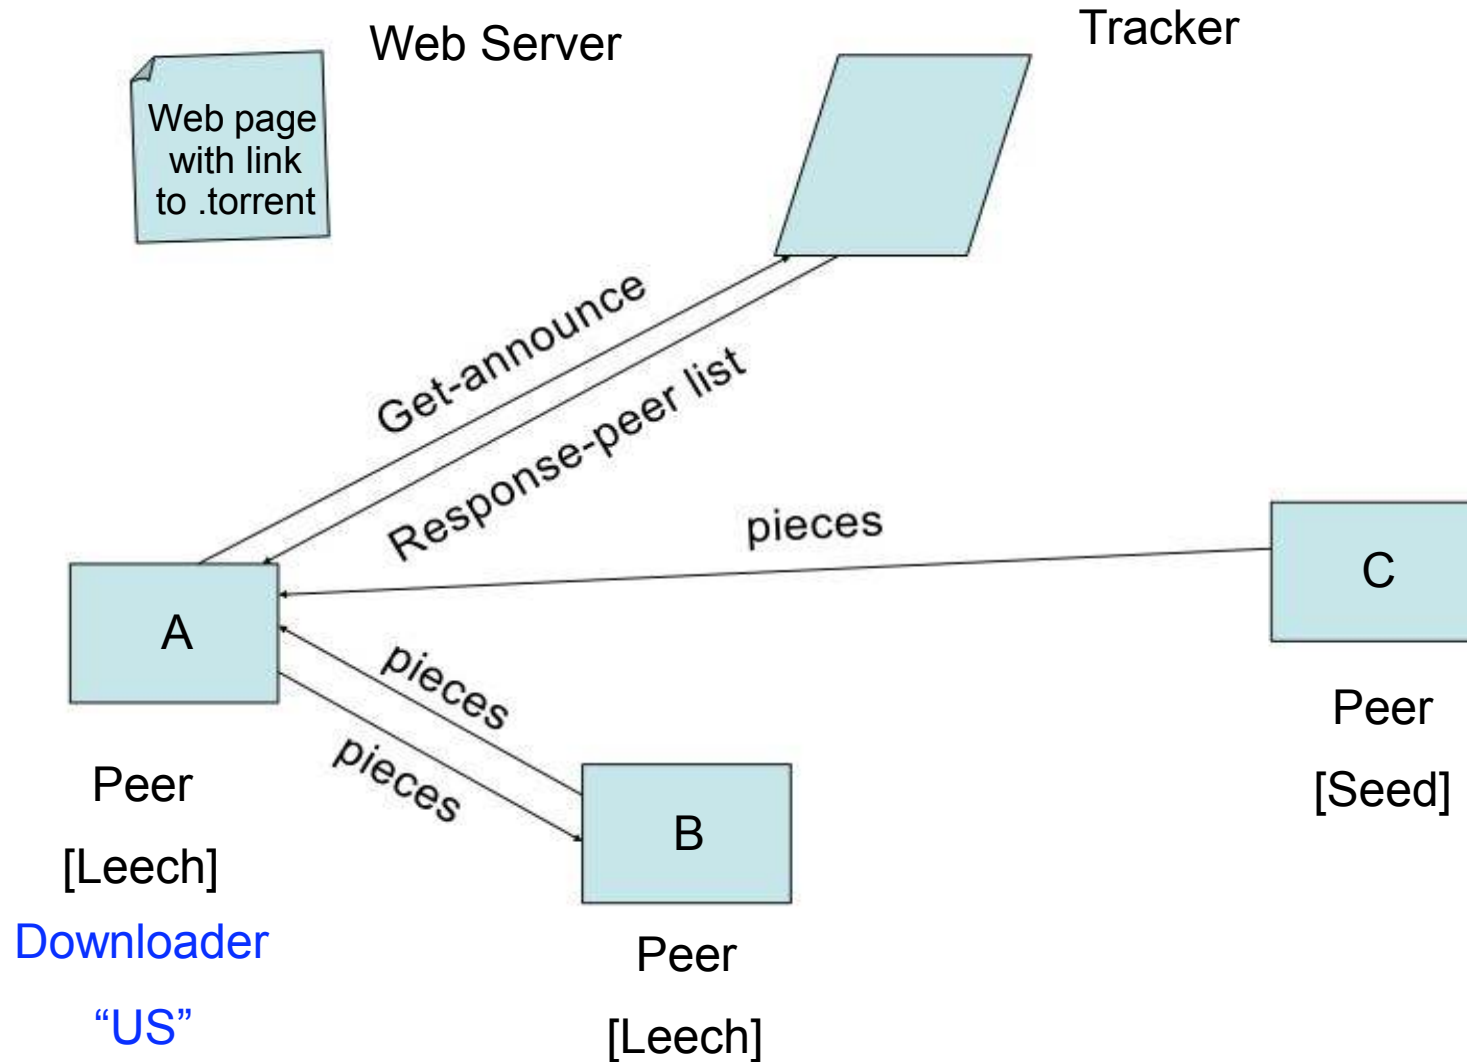 Web Server
Tracker
Web page
with link
to .torrent
Get-announce
Response-peer list
pieces
C
A
pieces
pieces
Peer
[Seed]
Peer
[Leech]
B
Downloader
“US”
Peer
[Leech]